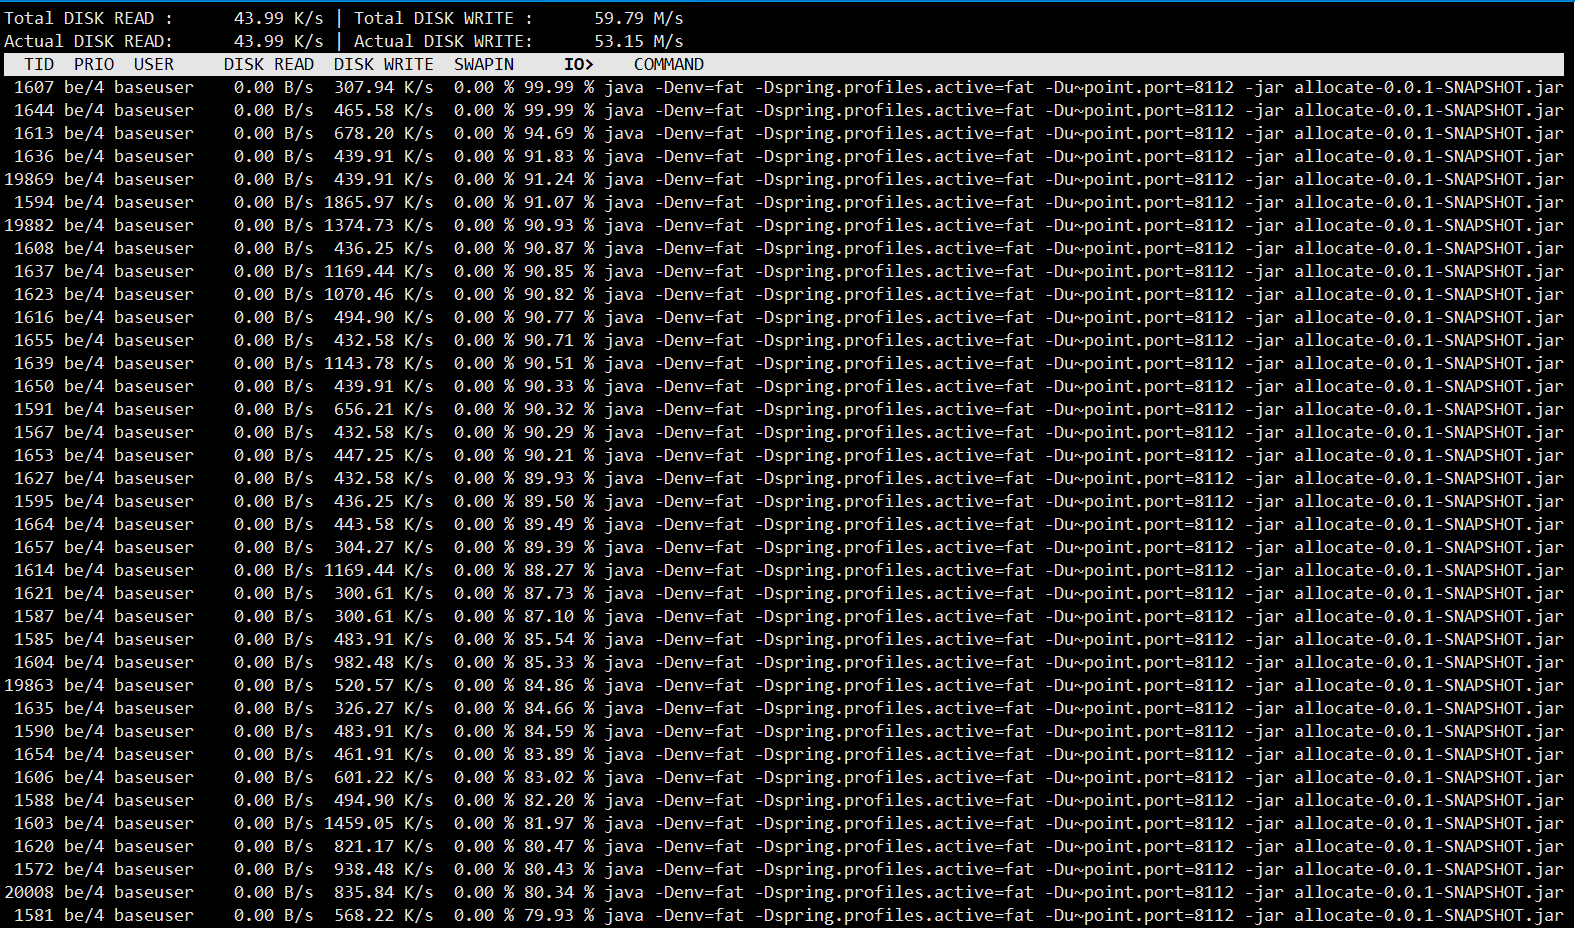 Total DISK READ :      43.99 K/s | Total DISK WRITE :      59.79 M/s
Actual DISK READ:      43.99 K/s | Actual DISK WRITE:      53.15 M/s
  TID  PRIO  USER     DISK READ  DISK WRITE  SWAPIN     IO>    COMMAND
 1607 be/4 baseuser    0.00 B/s  307.94 K/s  0.00 % 99.99 % java -Denv=fat -Dspring.profiles.active=fat -Du~point.port=8112 -jar allocate-0.0.1-SNAPSHOT.jar
 1644 be/4 baseuser    0.00 B/s  465.58 K/s  0.00 % 99.99 % java -Denv=fat -Dspring.profiles.active=fat -Du~point.port=8112 -jar allocate-0.0.1-SNAPSHOT.jar
 1613 be/4 baseuser    0.00 B/s  678.20 K/s  0.00 % 94.69 % java -Denv=fat -Dspring.profiles.active=fat -Du~point.port=8112 -jar allocate-0.0.1-SNAPSHOT.jar
 1636 be/4 baseuser    0.00 B/s  439.91 K/s  0.00 % 91.83 % java -Denv=fat -Dspring.profiles.active=fat -Du~point.port=8112 -jar allocate-0.0.1-SNAPSHOT.jar
19869 be/4 baseuser    0.00 B/s  439.91 K/s  0.00 % 91.24 % java -Denv=fat -Dspring.profiles.active=fat -Du~point.port=8112 -jar allocate-0.0.1-SNAPSHOT.jar
 1594 be/4 baseuser    0.00 B/s 1865.97 K/s  0.00 % 91.07 % java -Denv=fat -Dspring.profiles.active=fat -Du~point.port=8112 -jar allocate-0.0.1-SNAPSHOT.jar
19882 be/4 baseuser    0.00 B/s 1374.73 K/s  0.00 % 90.93 % java -Denv=fat -Dspring.profiles.active=fat -Du~point.port=8112 -jar allocate-0.0.1-SNAPSHOT.jar
 1608 be/4 baseuser    0.00 B/s  436.25 K/s  0.00 % 90.87 % java -Denv=fat -Dspring.profiles.active=fat -Du~point.port=8112 -jar allocate-0.0.1-SNAPSHOT.jar
 1637 be/4 baseuser    0.00 B/s 1169.44 K/s  0.00 % 90.85 % java -Denv=fat -Dspring.profiles.active=fat -Du~point.port=8112 -jar allocate-0.0.1-SNAPSHOT.jar
 1623 be/4 baseuser    0.00 B/s 1070.46 K/s  0.00 % 90.82 % java -Denv=fat -Dspring.profiles.active=fat -Du~point.port=8112 -jar allocate-0.0.1-SNAPSHOT.jar
 1616 be/4 baseuser    0.00 B/s  494.90 K/s  0.00 % 90.77 % java -Denv=fat -Dspring.profiles.active=fat -Du~point.port=8112 -jar allocate-0.0.1-SNAPSHOT.jar
 1655 be/4 baseuser    0.00 B/s  432.58 K/s  0.00 % 90.71 % java -Denv=fat -Dspring.profiles.active=fat -Du~point.port=8112 -jar allocate-0.0.1-SNAPSHOT.jar
 1639 be/4 baseuser    0.00 B/s 1143.78 K/s  0.00 % 90.51 % java -Denv=fat -Dspring.profiles.active=fat -Du~point.port=8112 -jar allocate-0.0.1-SNAPSHOT.jar
 1650 be/4 baseuser    0.00 B/s  439.91 K/s  0.00 % 90.33 % java -Denv=fat -Dspring.profiles.active=fat -Du~point.port=8112 -jar allocate-0.0.1-SNAPSHOT.jar
 1591 be/4 baseuser    0.00 B/s  656.21 K/s  0.00 % 90.32 % java -Denv=fat -Dspring.profiles.active=fat -Du~point.port=8112 -jar allocate-0.0.1-SNAPSHOT.jar
 1567 be/4 baseuser    0.00 B/s  432.58 K/s  0.00 % 90.29 % java -Denv=fat -Dspring.profiles.active=fat -Du~point.port=8112 -jar allocate-0.0.1-SNAPSHOT.jar
 1653 be/4 baseuser    0.00 B/s  447.25 K/s  0.00 % 90.21 % java -Denv=fat -Dspring.profiles.active=fat -Du~point.port=8112 -jar allocate-0.0.1-SNAPSHOT.jar
 1627 be/4 baseuser    0.00 B/s  432.58 K/s  0.00 % 89.93 % java -Denv=fat -Dspring.profiles.active=fat -Du~point.port=8112 -jar allocate-0.0.1-SNAPSHOT.jar
 1595 be/4 baseuser    0.00 B/s  436.25 K/s  0.00 % 89.50 % java -Denv=fat -Dspring.profiles.active=fat -Du~point.port=8112 -jar allocate-0.0.1-SNAPSHOT.jar
 1664 be/4 baseuser    0.00 B/s  443.58 K/s  0.00 % 89.49 % java -Denv=fat -Dspring.profiles.active=fat -Du~point.port=8112 -jar allocate-0.0.1-SNAPSHOT.jar
 1657 be/4 baseuser    0.00 B/s  304.27 K/s  0.00 % 89.39 % java -Denv=fat -Dspring.profiles.active=fat -Du~point.port=8112 -jar allocate-0.0.1-SNAPSHOT.jar
 1614 be/4 baseuser    0.00 B/s 1169.44 K/s  0.00 % 88.27 % java -Denv=fat -Dspring.profiles.active=fat -Du~point.port=8112 -jar allocate-0.0.1-SNAPSHOT.jar
 1621 be/4 baseuser    0.00 B/s  300.61 K/s  0.00 % 87.73 % java -Denv=fat -Dspring.profiles.active=fat -Du~point.port=8112 -jar allocate-0.0.1-SNAPSHOT.jar
 1587 be/4 baseuser    0.00 B/s  300.61 K/s  0.00 % 87.10 % java -Denv=fat -Dspring.profiles.active=fat -Du~point.port=8112 -jar allocate-0.0.1-SNAPSHOT.jar
 1585 be/4 baseuser    0.00 B/s  483.91 K/s  0.00 % 85.54 % java -Denv=fat -Dspring.profiles.active=fat -Du~point.port=8112 -jar allocate-0.0.1-SNAPSHOT.jar
 1604 be/4 baseuser    0.00 B/s  982.48 K/s  0.00 % 85.33 % java -Denv=fat -Dspring.profiles.active=fat -Du~point.port=8112 -jar allocate-0.0.1-SNAPSHOT.jar
19863 be/4 baseuser    0.00 B/s  520.57 K/s  0.00 % 84.86 % java -Denv=fat -Dspring.profiles.active=fat -Du~point.port=8112 -jar allocate-0.0.1-SNAPSHOT.jar
 1635 be/4 baseuser    0.00 B/s  326.27 K/s  0.00 % 84.66 % java -Denv=fat -Dspring.profiles.active=fat -Du~point.port=8112 -jar allocate-0.0.1-SNAPSHOT.jar
 1590 be/4 baseuser    0.00 B/s  483.91 K/s  0.00 % 84.59 % java -Denv=fat -Dspring.profiles.active=fat -Du~point.port=8112 -jar allocate-0.0.1-SNAPSHOT.jar
 1654 be/4 baseuser    0.00 B/s  461.91 K/s  0.00 % 83.89 % java -Denv=fat -Dspring.profiles.active=fat -Du~point.port=8112 -jar allocate-0.0.1-SNAPSHOT.jar
 1606 be/4 baseuser    0.00 B/s  601.22 K/s  0.00 % 83.02 % java -Denv=fat -Dspring.profiles.active=fat -Du~point.port=8112 -jar allocate-0.0.1-SNAPSHOT.jar
 1588 be/4 baseuser    0.00 B/s  494.90 K/s  0.00 % 82.20 % java -Denv=fat -Dspring.profiles.active=fat -Du~point.port=8112 -jar allocate-0.0.1-SNAPSHOT.jar
 1603 be/4 baseuser    0.00 B/s 1459.05 K/s  0.00 % 81.97 % java -Denv=fat -Dspring.profiles.active=fat -Du~point.port=8112 -jar allocate-0.0.1-SNAPSHOT.jar
 1620 be/4 baseuser    0.00 B/s  821.17 K/s  0.00 % 80.47 % java -Denv=fat -Dspring.profiles.active=fat -Du~point.port=8112 -jar allocate-0.0.1-SNAPSHOT.jar
 1572 be/4 baseuser    0.00 B/s  938.48 K/s  0.00 % 80.43 % java -Denv=fat -Dspring.profiles.active=fat -Du~point.port=8112 -jar allocate-0.0.1-SNAPSHOT.jar
20008 be/4 baseuser    0.00 B/s  835.84 K/s  0.00 % 80.34 % java -Denv=fat -Dspring.profiles.active=fat -Du~point.port=8112 -jar allocate-0.0.1-SNAPSHOT.jar
 1581 be/4 baseuser    0.00 B/s  568.22 K/s  0.00 % 79.93 % java -Denv=fat -Dspring.profiles.active=fat -Du~point.port=8112 -jar allocate-0.0.1-SNAPSHOT.jar